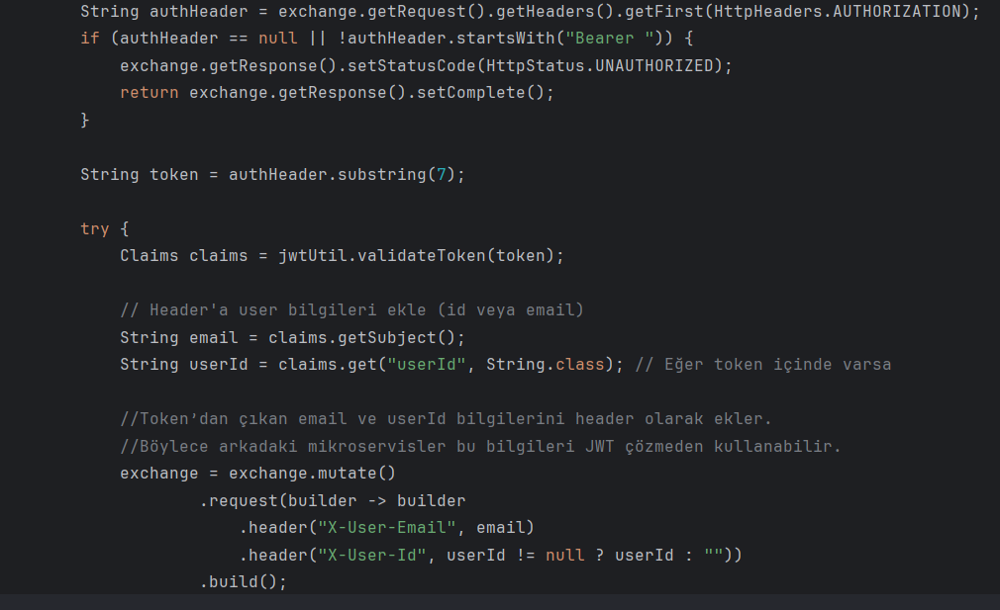 String authHeader = exchange.getRequest().getHeaders().getFirst(HttpHeaders.AUTHORIZATION);
if (authHeader == null || !authHeader.startsWith("Bearer ")) {
exchange.getResponse().setStatusCode(HttpStatus.UNAUTHORIZED);
return exchange.getResponse().setComplete();
}
String token = authHeader.substring(7);
try {
Claims claims = jwtUtil.validateToken(token);
// Header'a user bilgileri ekle (id veya email)
String email = claims.getSubject();
String userId = claims.get("userId", String.class); // Eğer token içinde varsa
//Token’dan çıkan email ve userId bilgilerini header olarak ekler.
//Böylece arkadaki mikroservisler bu bilgileri JWT çözmeden kullanabilir.
exchange = exchange.mutate()
.request(builder -> builder
.header("X-User-Email", email)
.header("X-User-Id", userId != null ? userId : ""))
.build();